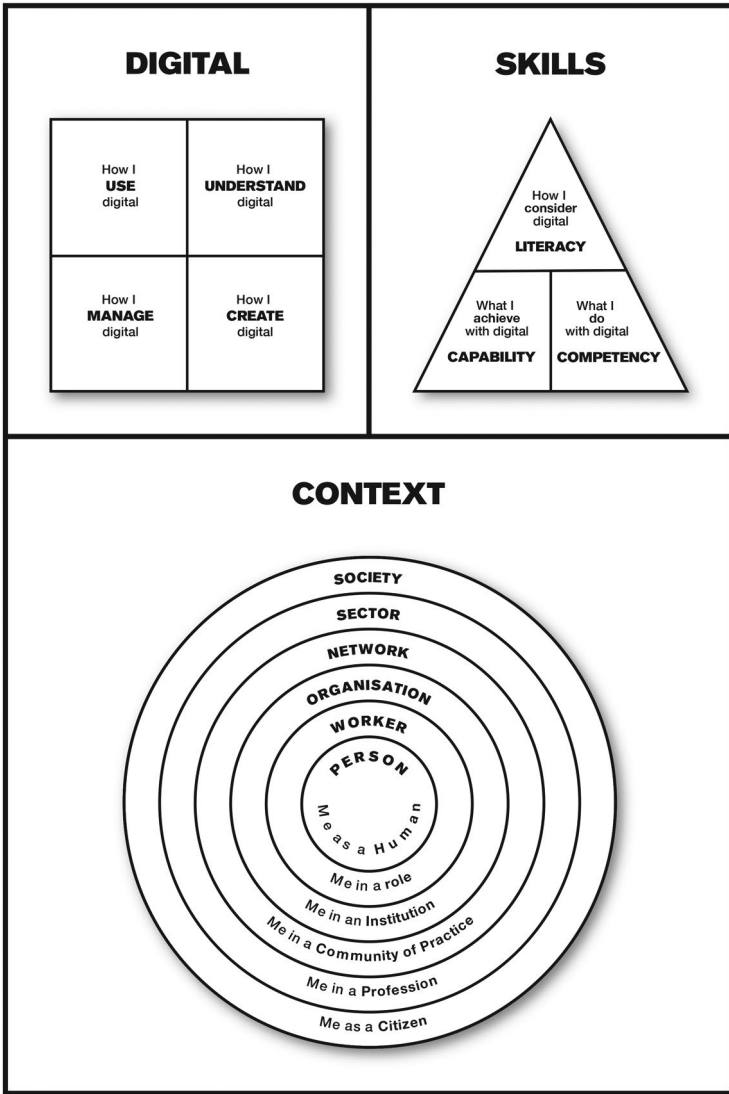 DIGITAL
How I
USE
digital
How I
UNDERSTAND
digital
How I
MANAGE
digital
How I
CREATE
digital
SKILLS
How I
consider
digital
LITERACY
What I
achieve
with digital
CAPABILITY
What I
do
with digital
COMPETENCY
CONTEXT
SOCIETY
SECTOR
NETWORK
ORGANISATION
WORKER
PERSON
Me as a Human
Me in a role
Me in an Institution
Me in a Community of Practice
Me in a Profession
Me as a Citizen